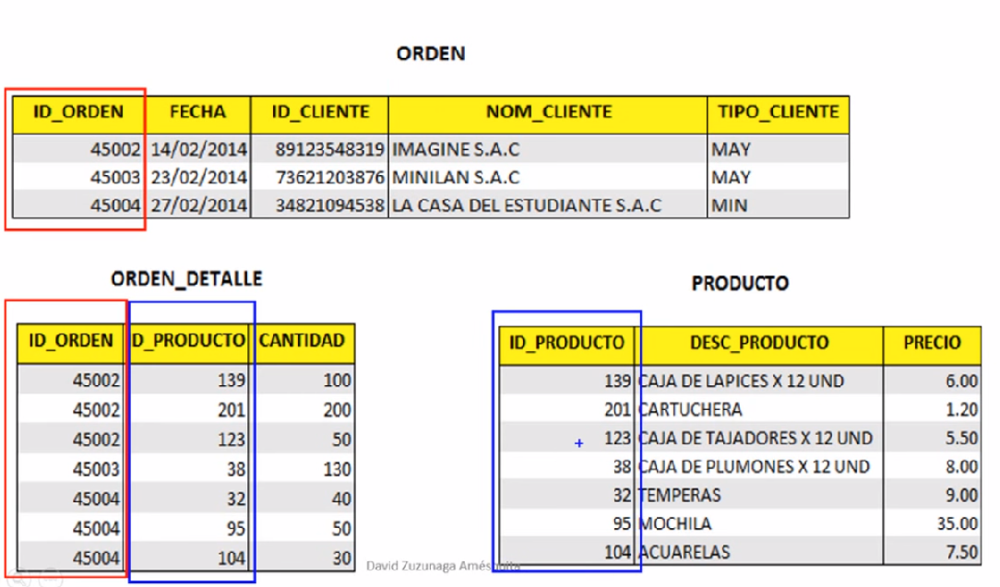 ORDEN
ID_ORDEN FECHA ID_CLIENTE NOM_CLIENTE TIPO_CLIENTE
45002 14/02/2014 89123548319 IMAGINE S.A.C MAY
45003 23/02/2014 73621203876 MINILAN S.A.C MAY
45004 27/02/2014 34821094538 LA CASA DEL ESTUDIANTE S.A.C MIN
ORDEN_DETALLE
ID_ORDEN D_PRODUCTO CANTIDAD
45002 139 100
45002 201 200
45002 123 50
45003 38 130
45004 32 40
45004 95 50
45004 104 30
PRODUCTO
ID_PRODUCTO DESC_PRODUCTO PRECIO
139 CAJA DE LAPICES X 12 UND 6.00
201 CARTUCHERA 1.20
123 CAJA DE TAJADORES X 12 UND 5.50
38 CAJA DE PLUMONES X 12 UND 8.00
32 TEMPERAS 9.00
95 MOCHILA 35.00
104 ACUARELAS 7.50
David Zuzunaga